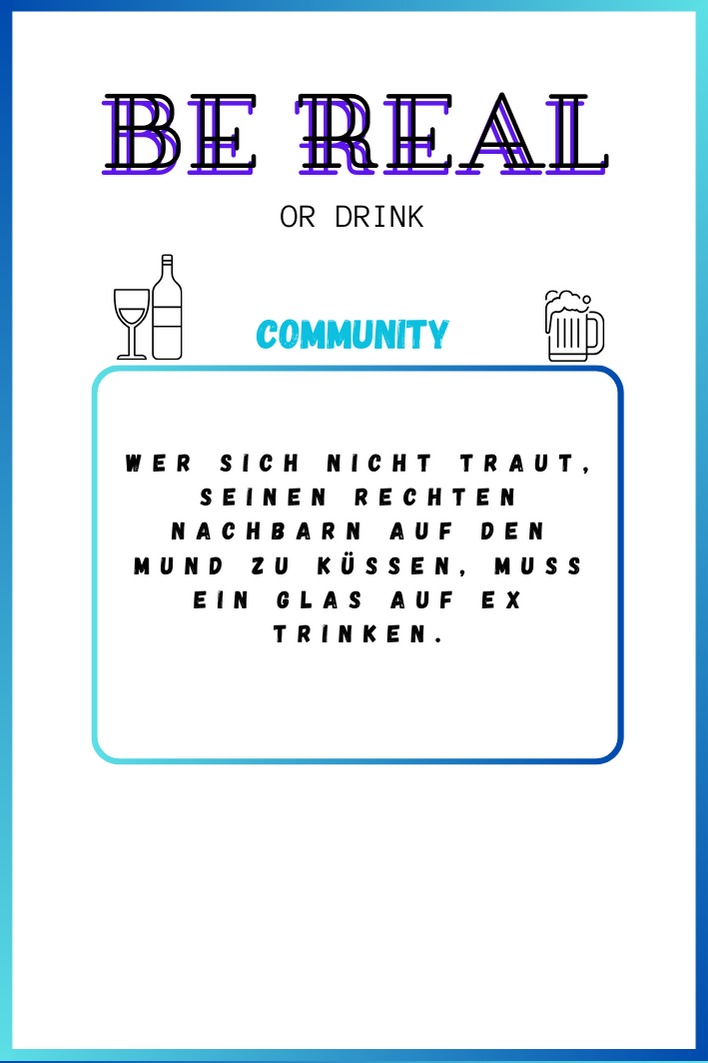 BE REAL
OR DRINK
COMMUNITY
WER SICH NICHT TRAUT,
SEINEN RECHTEN
NACHBARN AUF DEN
MUND ZU KÜSSEN, MUSS
EIN GLAS AUF EX
TRINKEN.